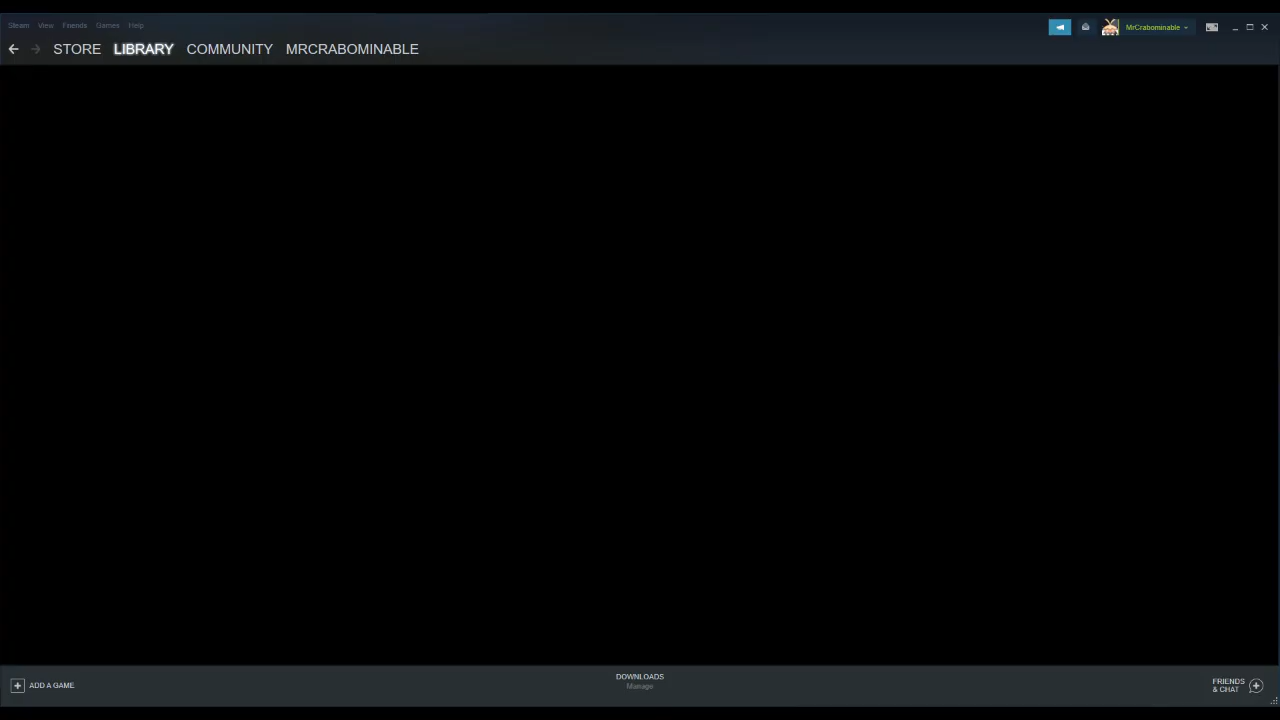 Steam View Friends Games Help
MrCrabominable
STORE LIBRARY COMMUNITY MRCRABOMINABLE
ADD A GAME
DOWNLOADS
Manage
FRIENDS
& CHAT